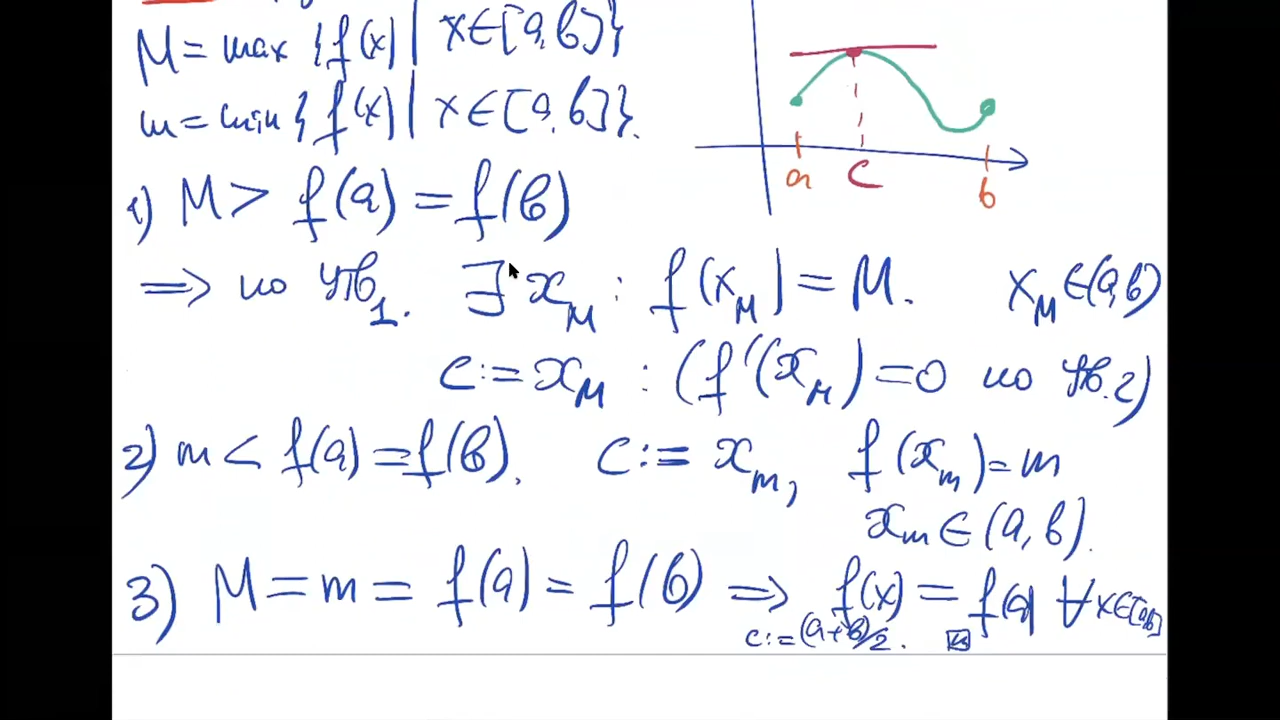 M = max {f(x) | x∈[a,b]}
m = min {f(x) | x∈[a,b]}.
a c b
1) M > f(a) = f(b)
⟹ по утв 1. ∃ x_M : f(x_M) = M. x_M ∈(a,b)
c := x_M : (f'(x_M) = 0 по утв. 2)
2) m < f(a) = f(b). c := x_m, f(x_m) = m
x_m ∈ (a, b).
3) M = m = f(a) = f(b) ⟹ f(x) = f(a) ∀x∈[a,b]
c := (a+b)/2.